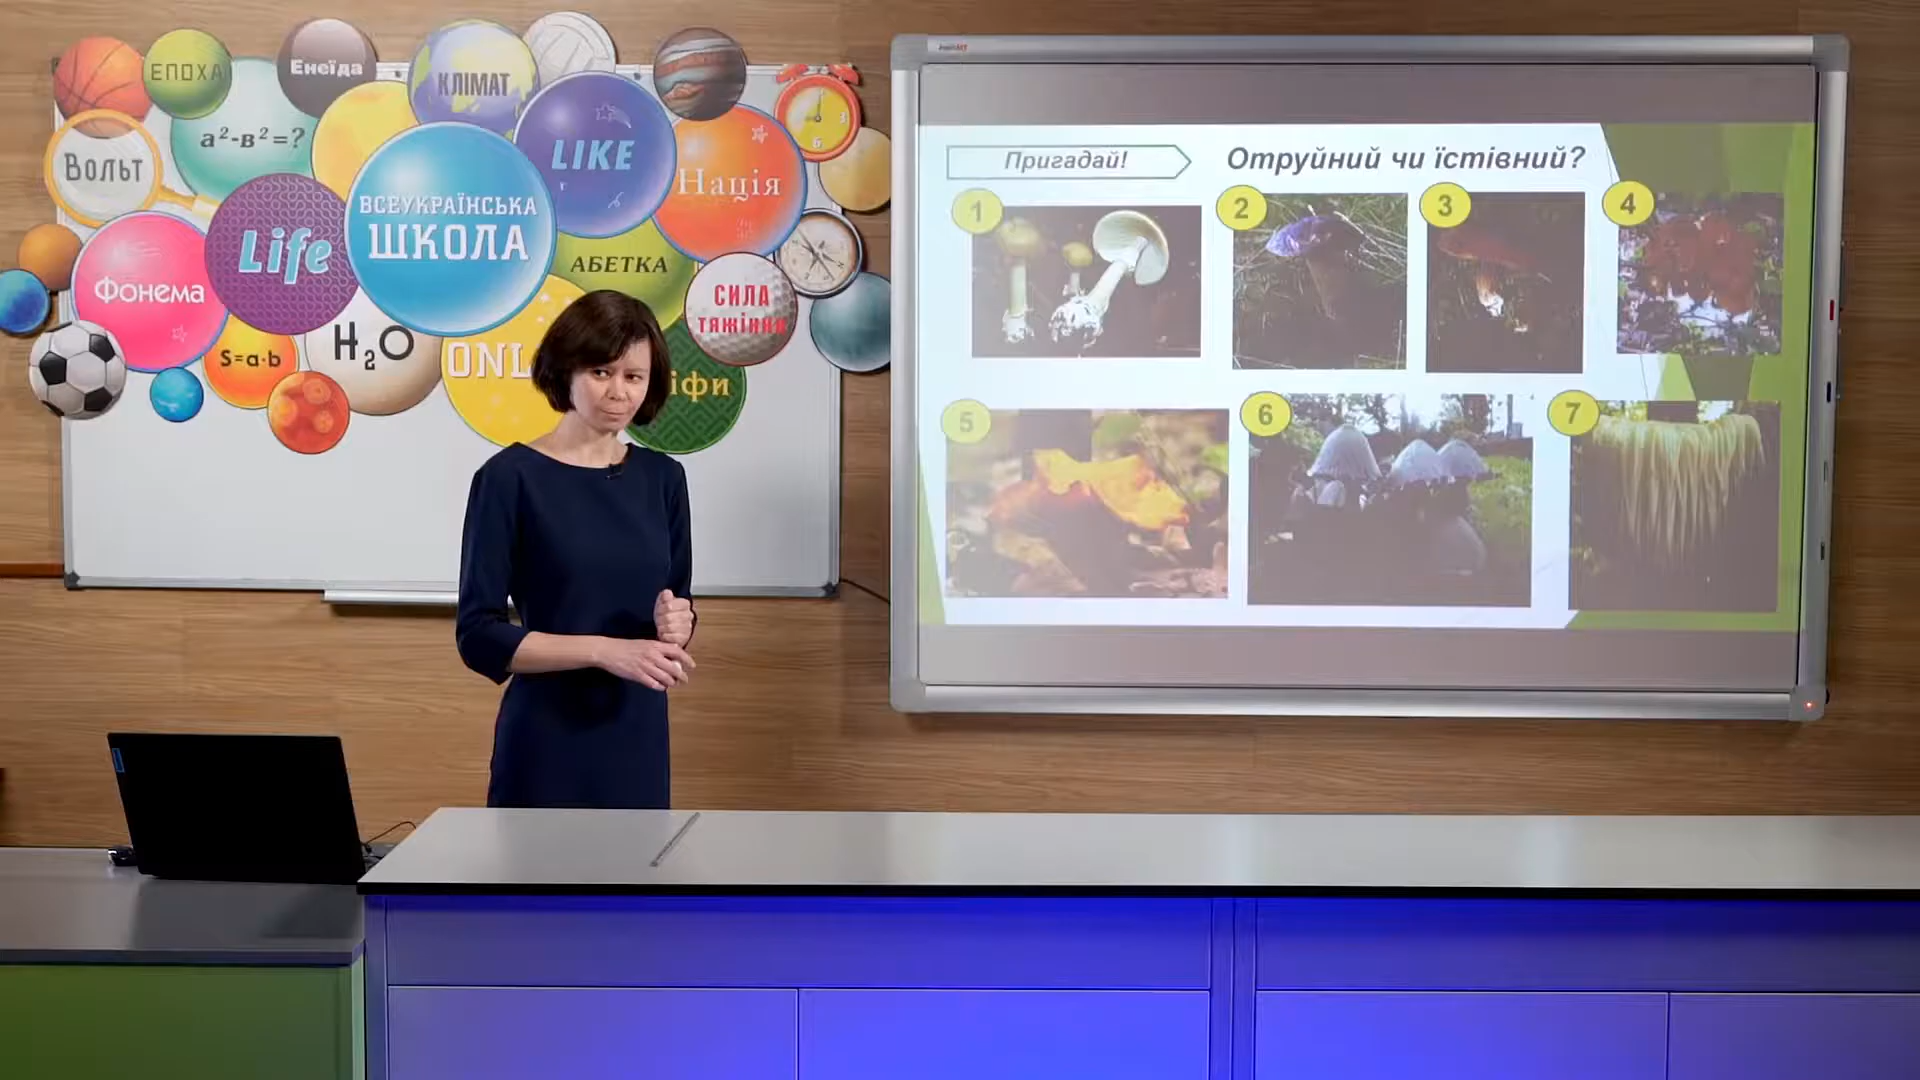 ЕПОХА
Енеїда
КЛІМАТ
a²-в²=?
Вольт
LIKE
Нація
ВСЕУКРАЇНСЬКА
ШКОЛА
Life
АБЕТКА
Фонема
СИЛА
ТЯЖІННЯ
H₂O
S=a·b
Пригадай!
Отруйний чи їстівний?
1
2
3
4
5
6
7